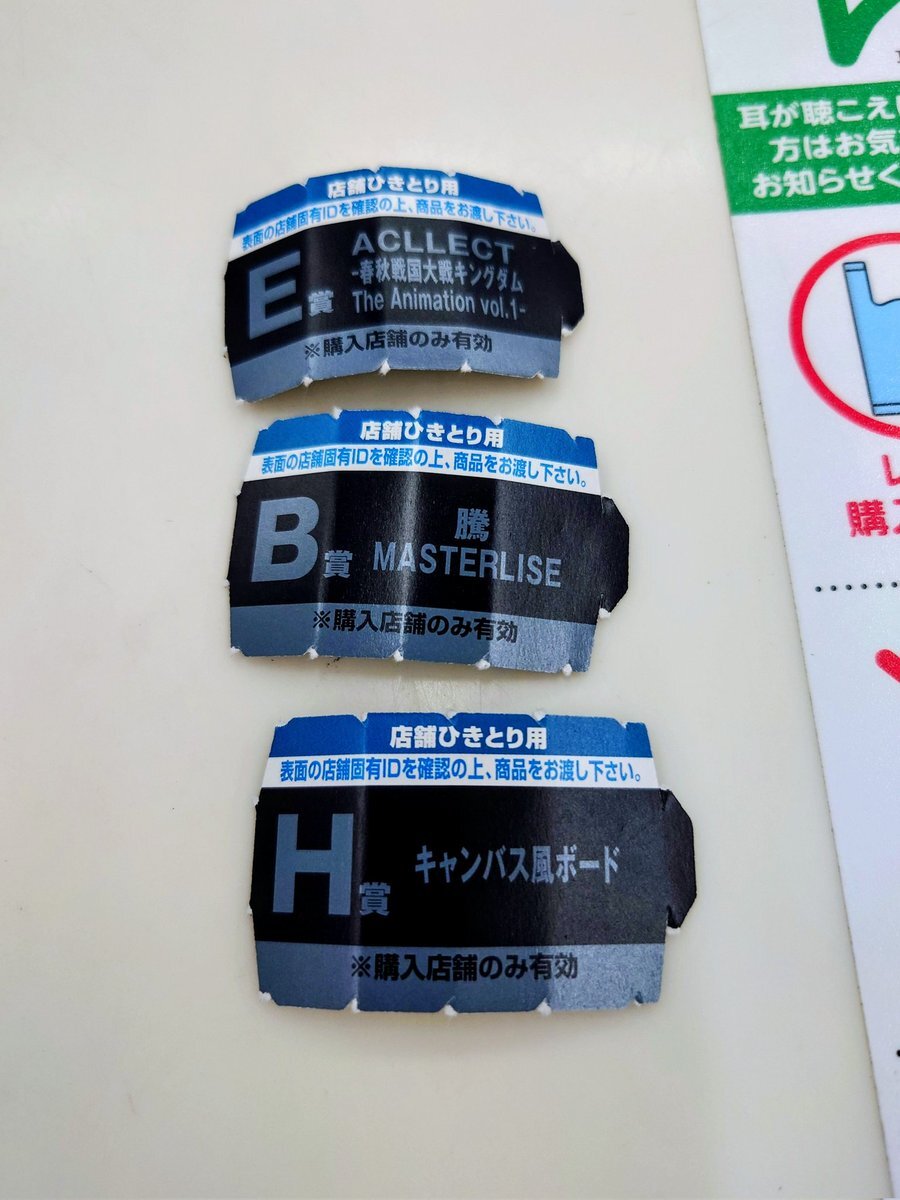 店舗ひきとり用
表面の店舗固有IDを確認の上、商品をお渡し下さい。
E賞
ACLLECT
-春秋戦国大戦キングダム
The Animation vol.1-
※購入店舗のみ有効
店舗ひきとり用
表面の店舗固有IDを確認の上、商品をお渡し下さい。
B賞
騰
MASTERLISE
※購入店舗のみ有効
店舗ひきとり用
表面の店舗固有IDを確認の上、商品をお渡し下さい。
H賞
キャンバス風ボード
※購入店舗のみ有効
耳が聴こえ
方はお気
お知らせく
レ
購入